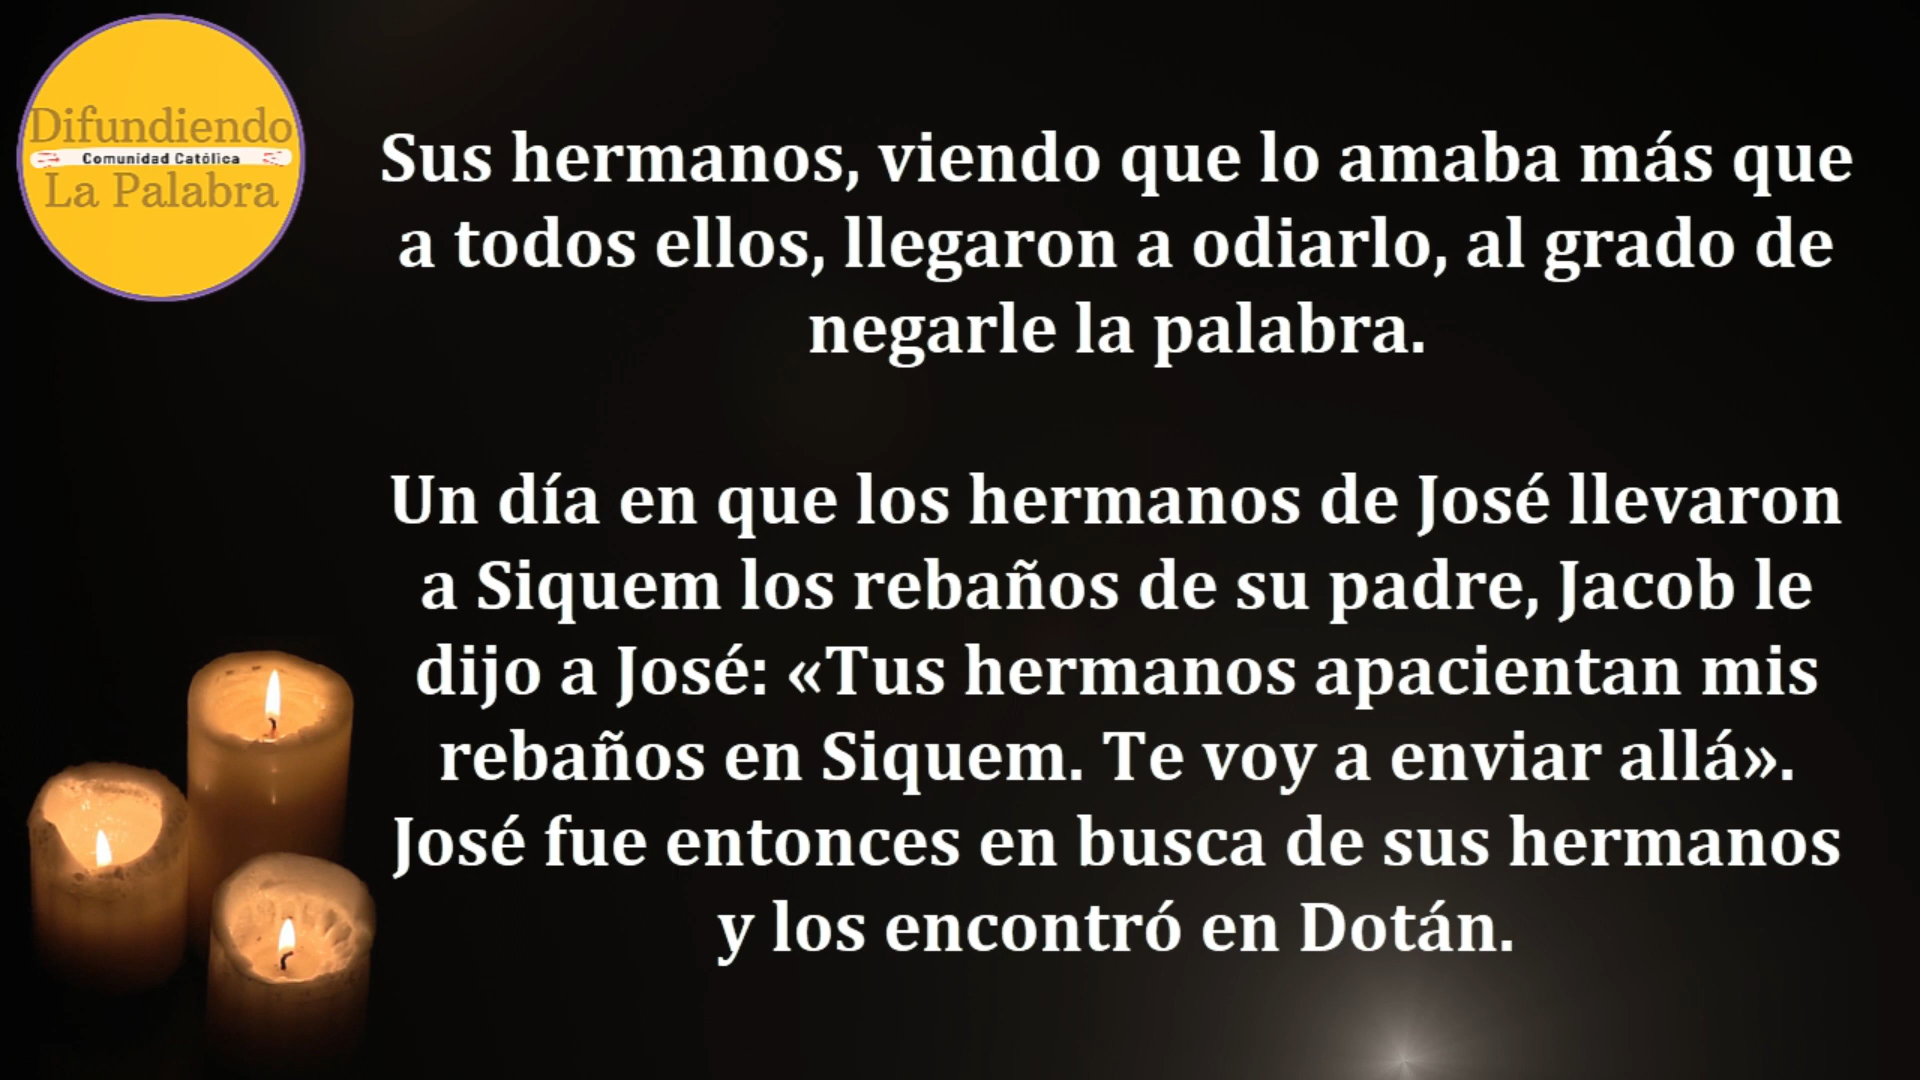 Difundiendo
Comunidad Católica
La Palabra
Sus hermanos, viendo que lo amaba más que
a todos ellos, llegaron a odiarlo, al grado de
negarle la palabra.
Un día en que los hermanos de José llevaron
a Siquem los rebaños de su padre, Jacob le
dijo a José: «Tus hermanos apacientan mis
rebaños en Siquem. Te voy a enviar allá».
José fue entonces en busca de sus hermanos
y los encontró en Dotán.